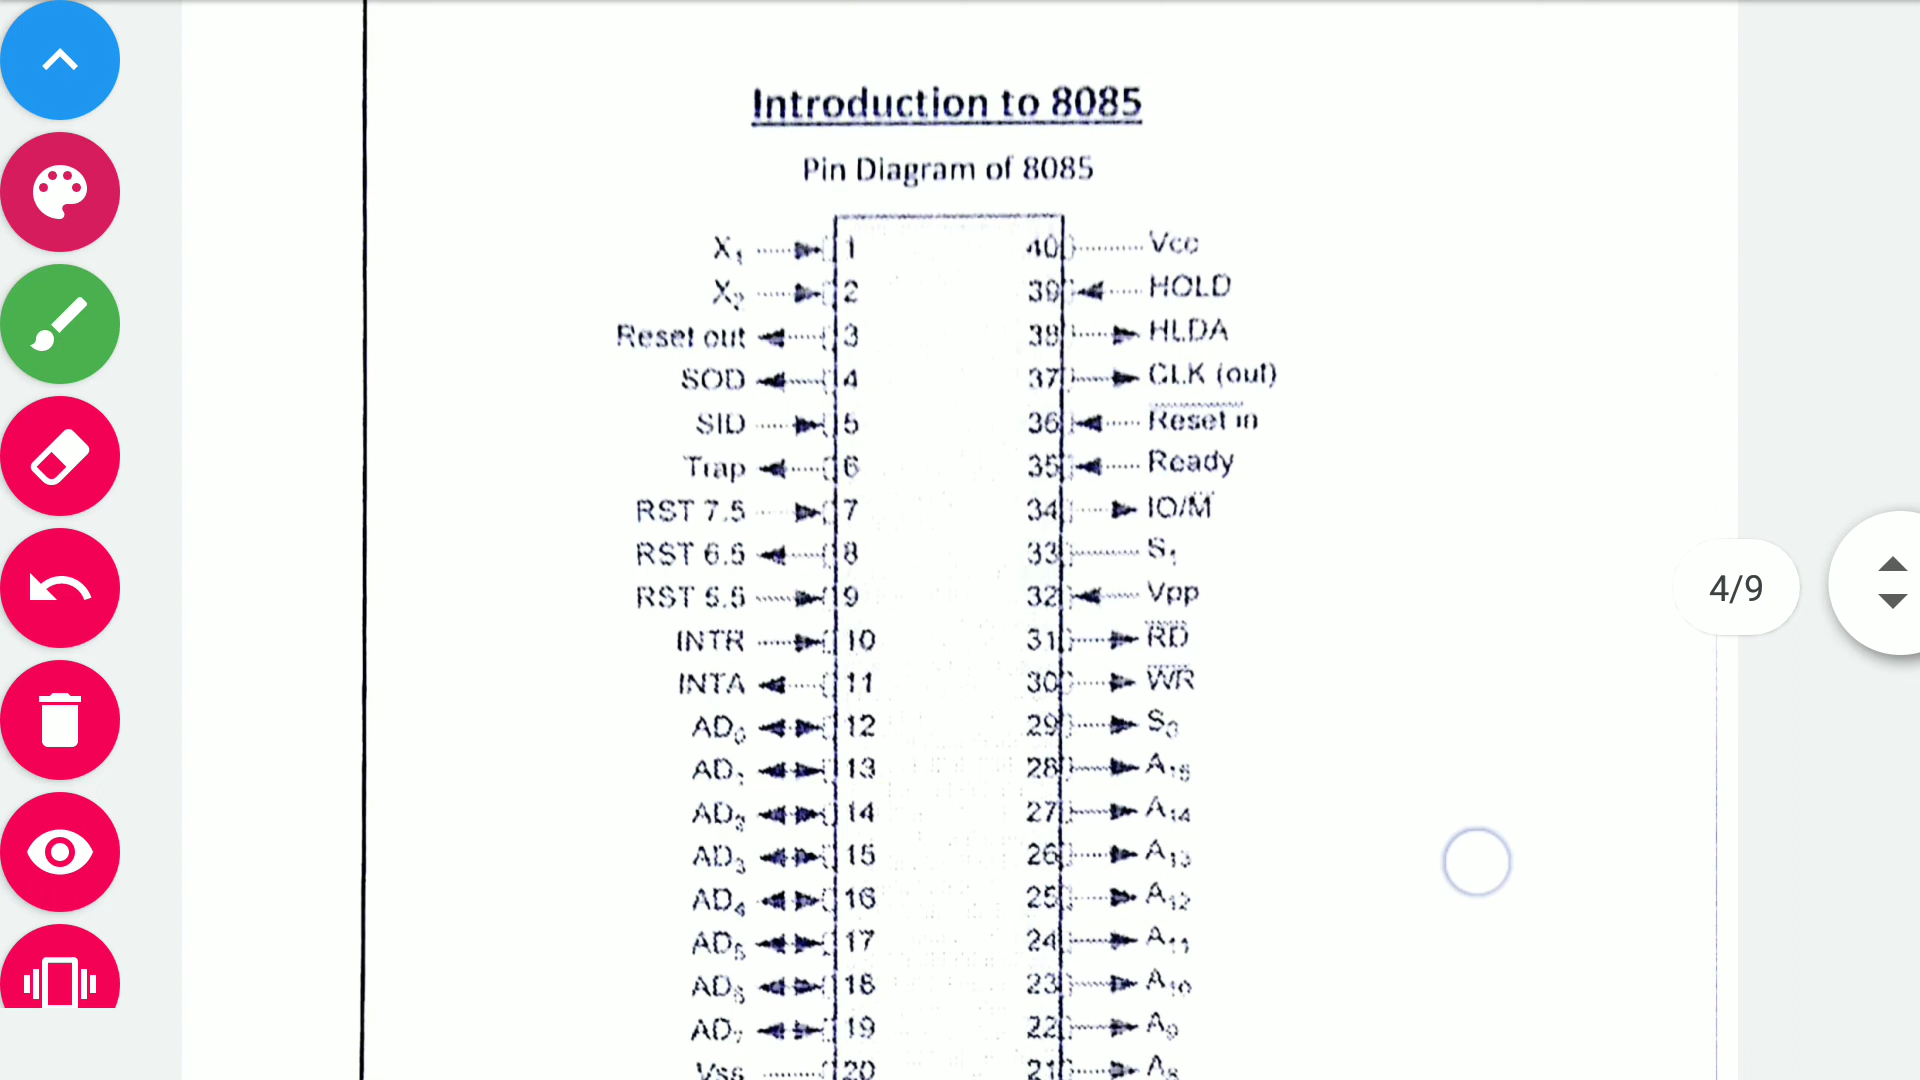 Introduction to 8085
Pin Diagram of 8085
X1 1 40 Vcc
X2 2 39 HOLD
Reset out 3 38 HLDA
SOD 4 37 CLK (out)
SID 5 36 Reset in
Trap 6 35 Ready
RST 7.5 7 34 IO/M
RST 6.5 8 33 S1
RST 5.5 9 32 Vpp
INTR 10 31 RD
INTA 11 30 WR
AD0 12 29 S0
AD1 13 28 A15
AD2 14 27 A14
AD3 15 26 A13
AD4 16 25 A12
AD5 17 24 A11
AD6 18 23 A10
AD7 19 22 A9
Vss 20 21 A8
4/9